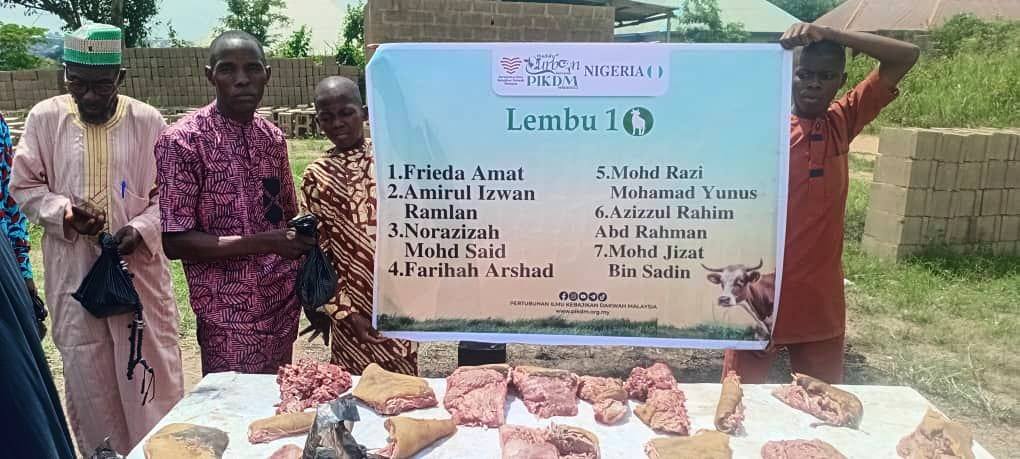 PIKDM
NIGERIA
Lembu 10
1.Frieda Amat
2.Amirul Izwan
Ramlan
3.Norazizah
Mohd Said
4.Farihah Arshad
5.Mohd Razi
Mohamad Yunus
6.Azizzul Rahim
Abd Rahman
7.Mohd Jizat
Bin Sadin
PERTUBUHAN ILMU KEBAJIKAN DAKWAH MALAYSIA
www.pikdm.org.my